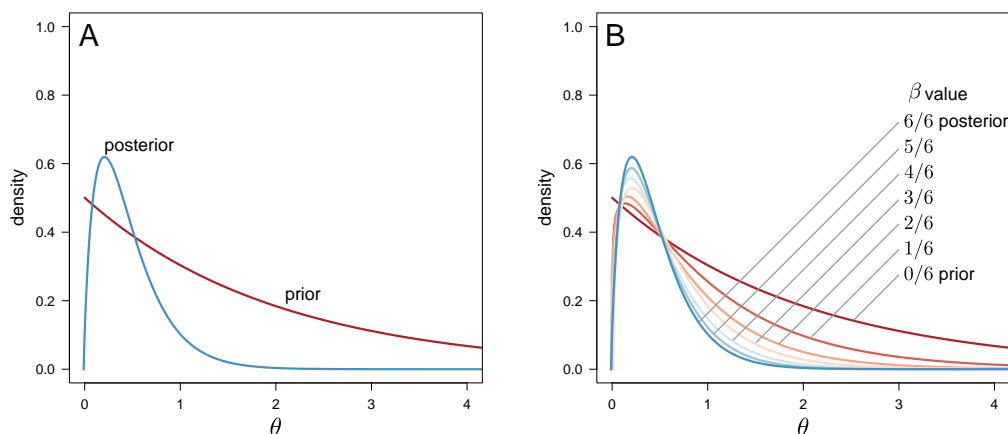 A
1.0
0.8
0.6
0.4
0.2
0.0
density
posterior
prior
0
1
2
3
4
θ
B
1.0
0.8
0.6
0.4
0.2
0.0
density
β value
6/6 posterior
5/6
4/6
3/6
2/6
1/6
0/6 prior
0
1
2
3
4
θ